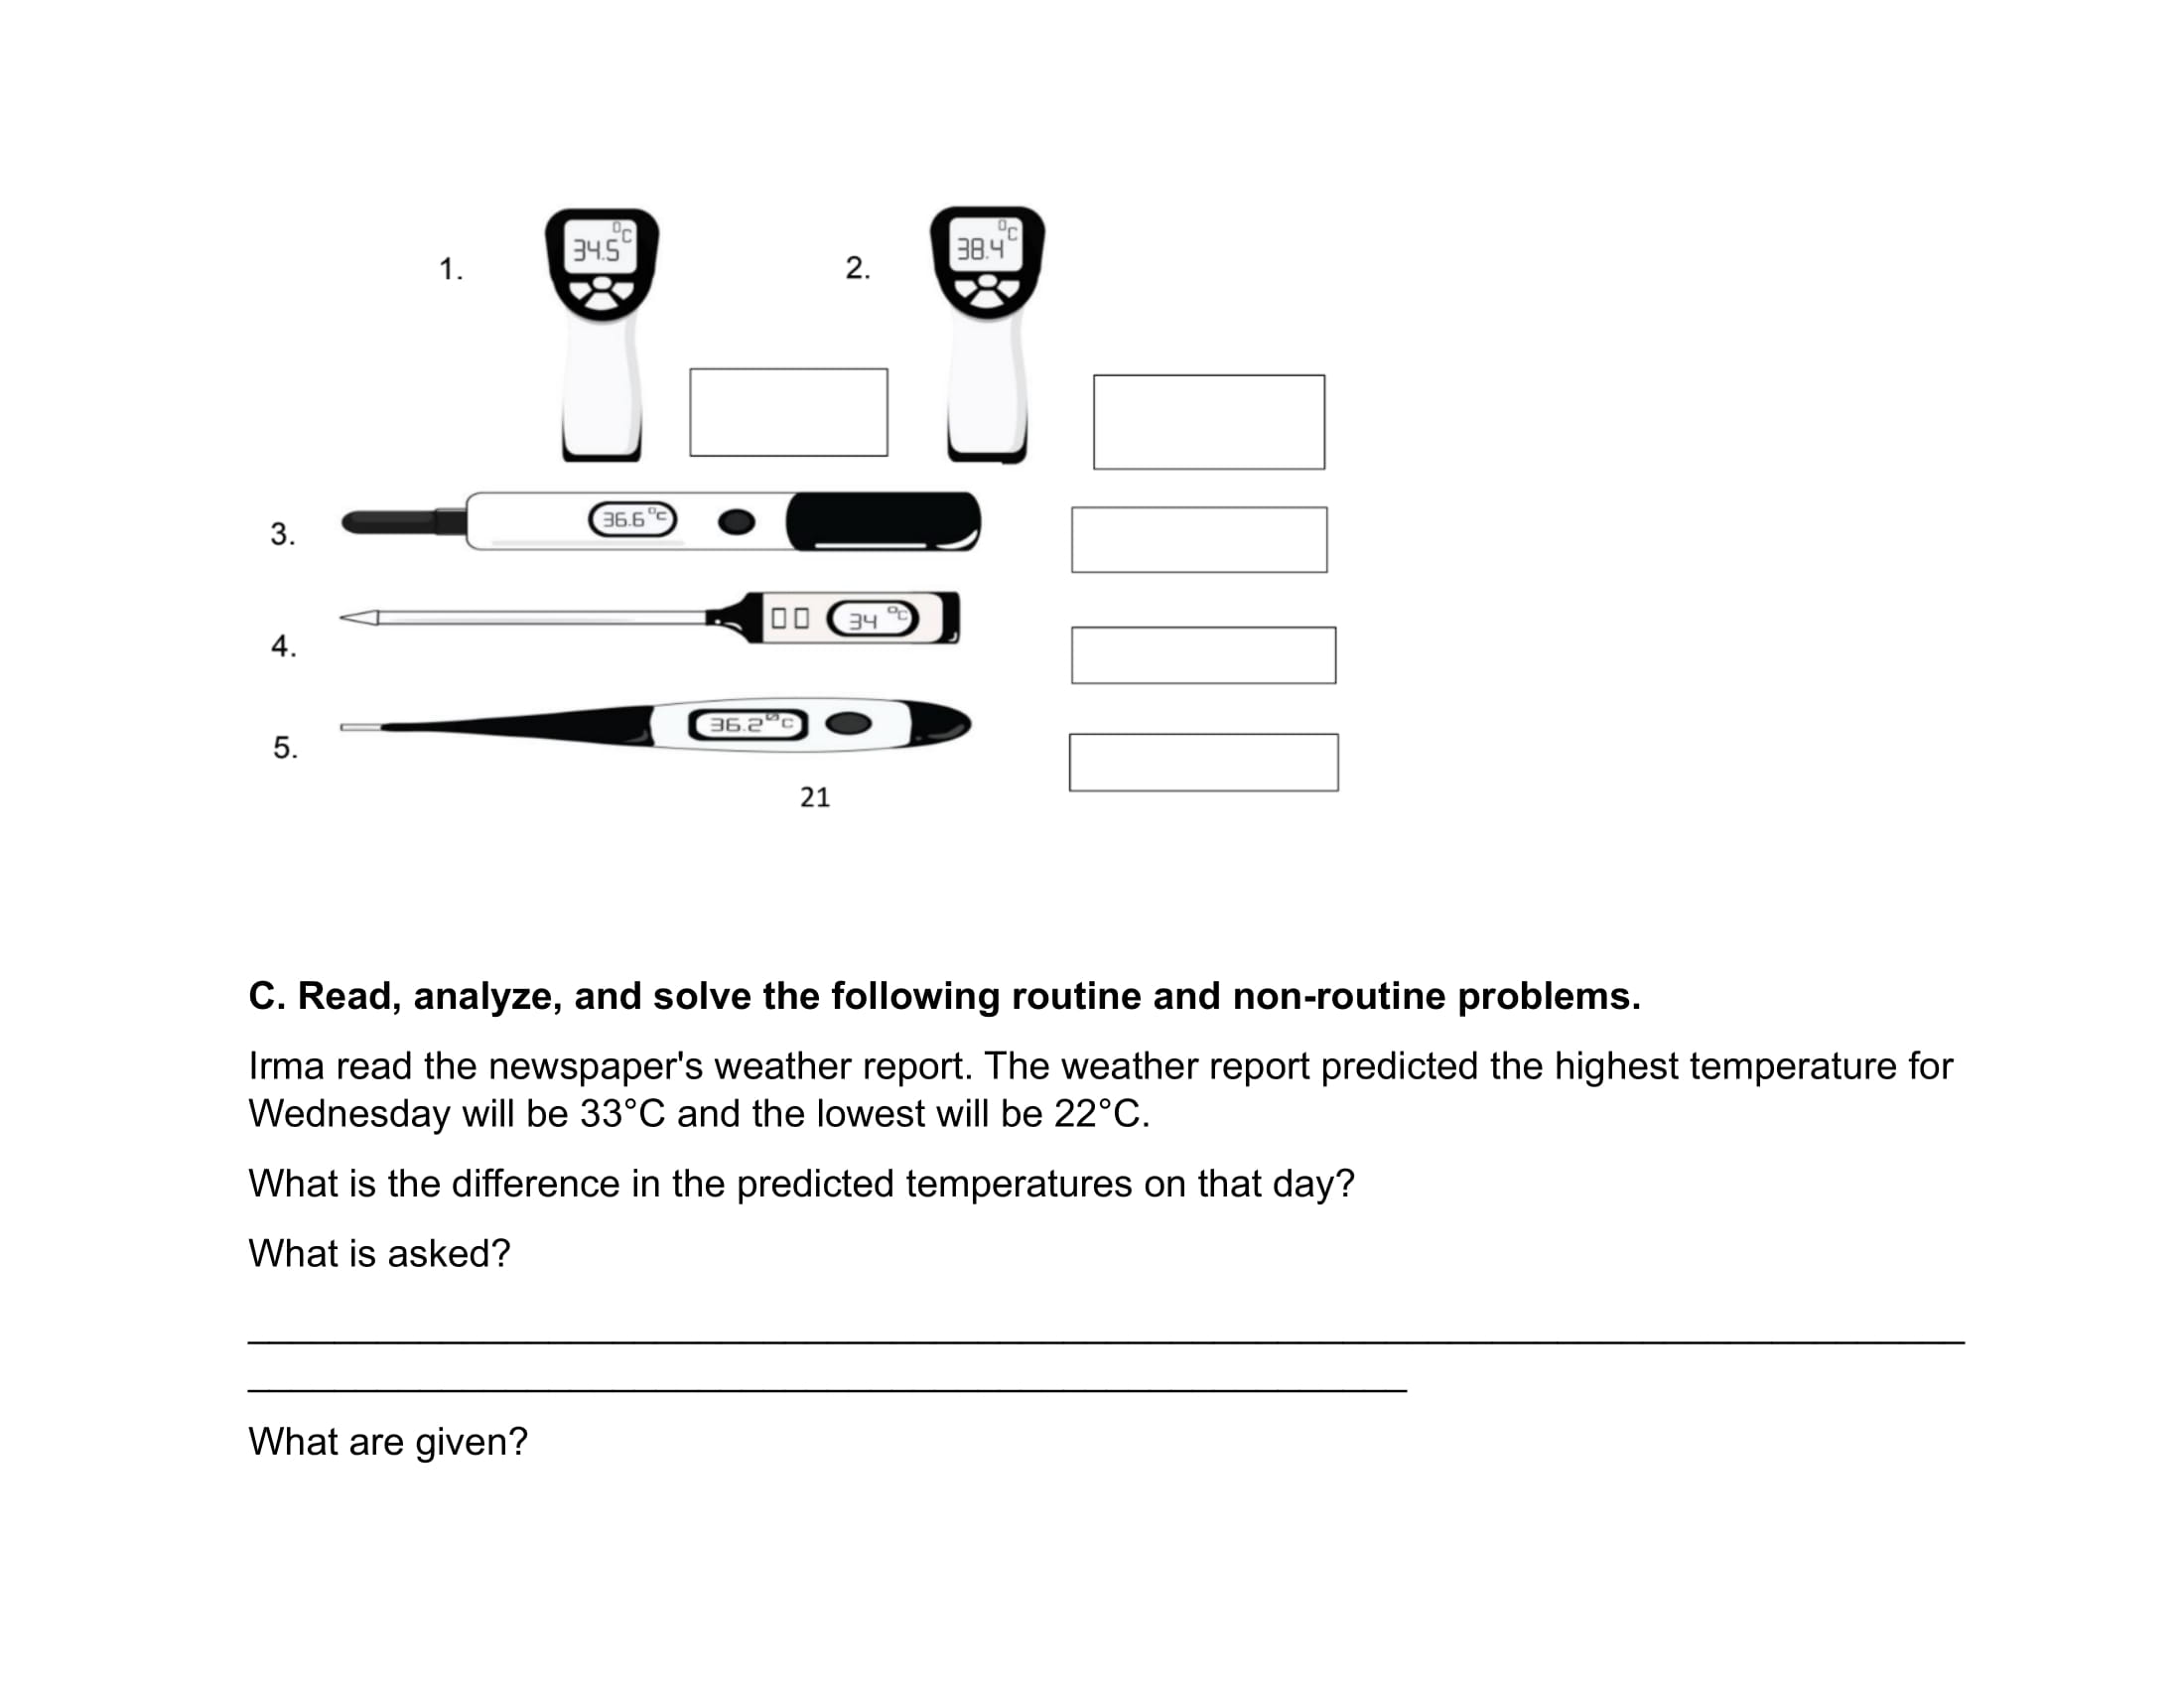 1.
34.5°C
2.
38.4°C
3.
36.6°C
4.
34 °C
5.
36.2°C
21
C. Read, analyze, and solve the following routine and non-routine problems.
Irma read the newspaper's weather report. The weather report predicted the highest temperature for
Wednesday will be 33°C and the lowest will be 22°C.
What is the difference in the predicted temperatures on that day?
What is asked?
What are given?